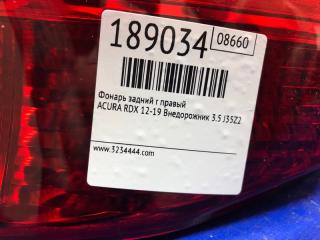 189034
08660
Фонарь задний г правый
ACURA RDX 12-19 Внедорожник 3.5 J35Z2
www.3234444.com